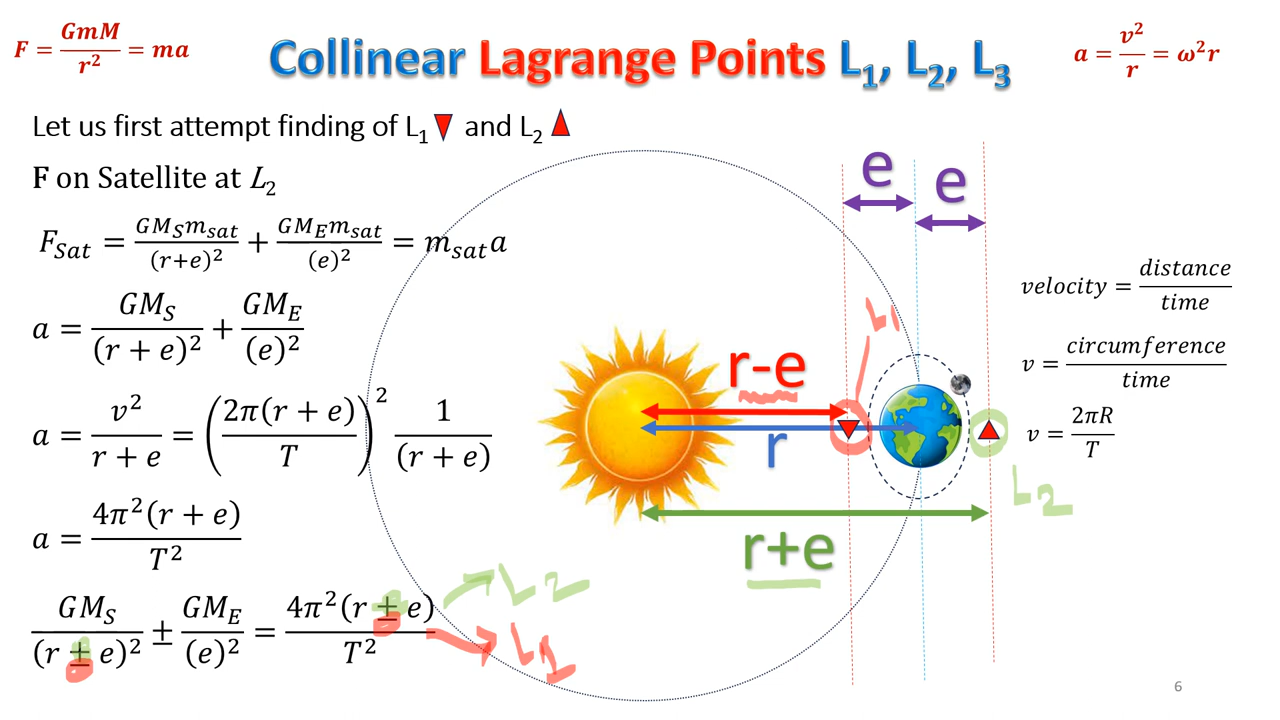 F = GmM/r² = ma
Collinear Lagrange Points L₁, L₂, L₃
a = v²/r = ω²r
Let us first attempt finding of L₁ ▼ and L₂ ▲
F on Satellite at L₂
F_Sat = GM_S m_sat/(r+e)² + GM_E m_sat/(e)² = m_sat a
a = GM_S/(r + e)² + GM_E/(e)²
a = v²/(r + e) = (2π(r + e)/T)² 1/(r + e)
a = 4π²(r + e)/T²
GM_S/(r ± e)² ± GM_E/(e)² = 4π²(r ± e)/T²
L2
L1
e
e
L1
r-e
r
r+e
L2
velocity = distance/time
v = circumference/time
v = 2πR/T
6